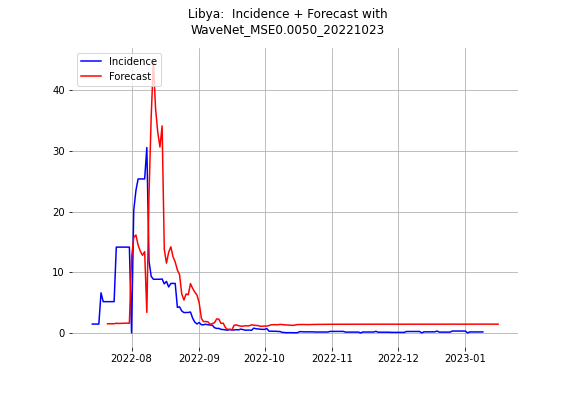 Libya:  Incidence + Forecast with
WaveNet_MSE0.0050_20221023
Incidence
Forecast
40
30
20
10
0
2022-08
2022-09
2022-10
2022-11
2022-12
2023-01